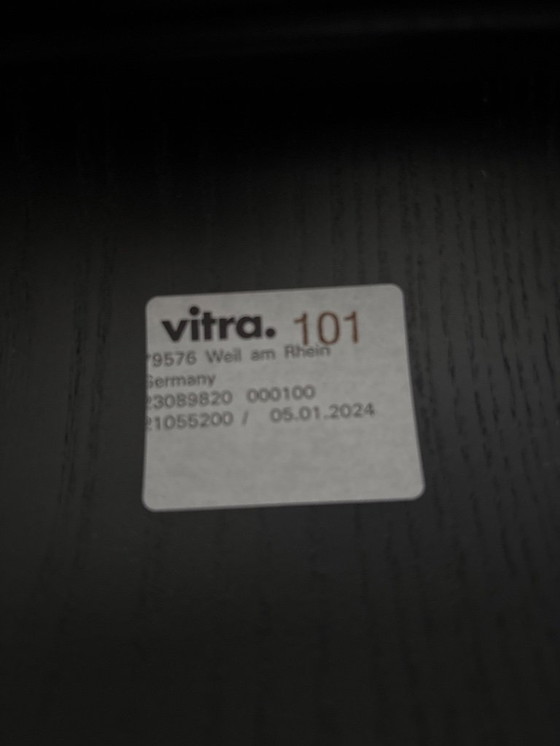 vitra. 101
79576 Weil am Rhein
Germany
23089820 000100
21055200 / 05.01.2024